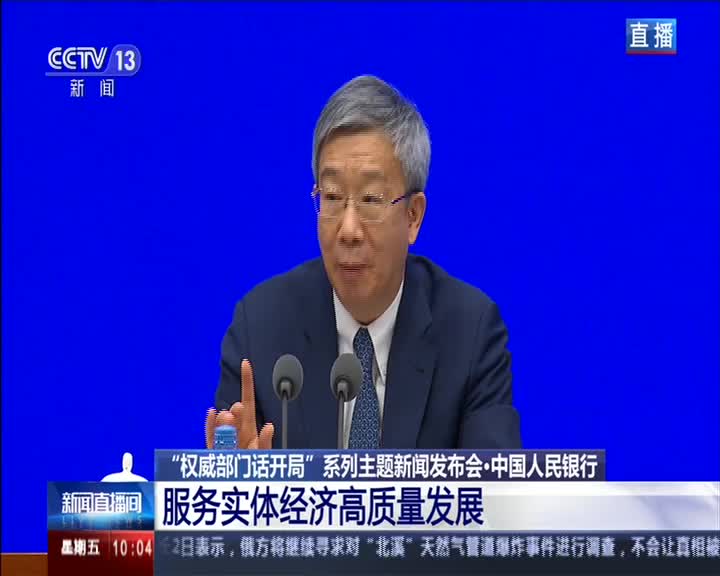 CCTV 13
新闻
直播
“权威部门话开局”系列主题新闻发布会·中国人民银行
新闻直播间
服务实体经济高质量发展
星期五 10:04
2日表示，俄方将继续寻求对“北溪”天然气管道爆炸事件进行调查，不会让真相被